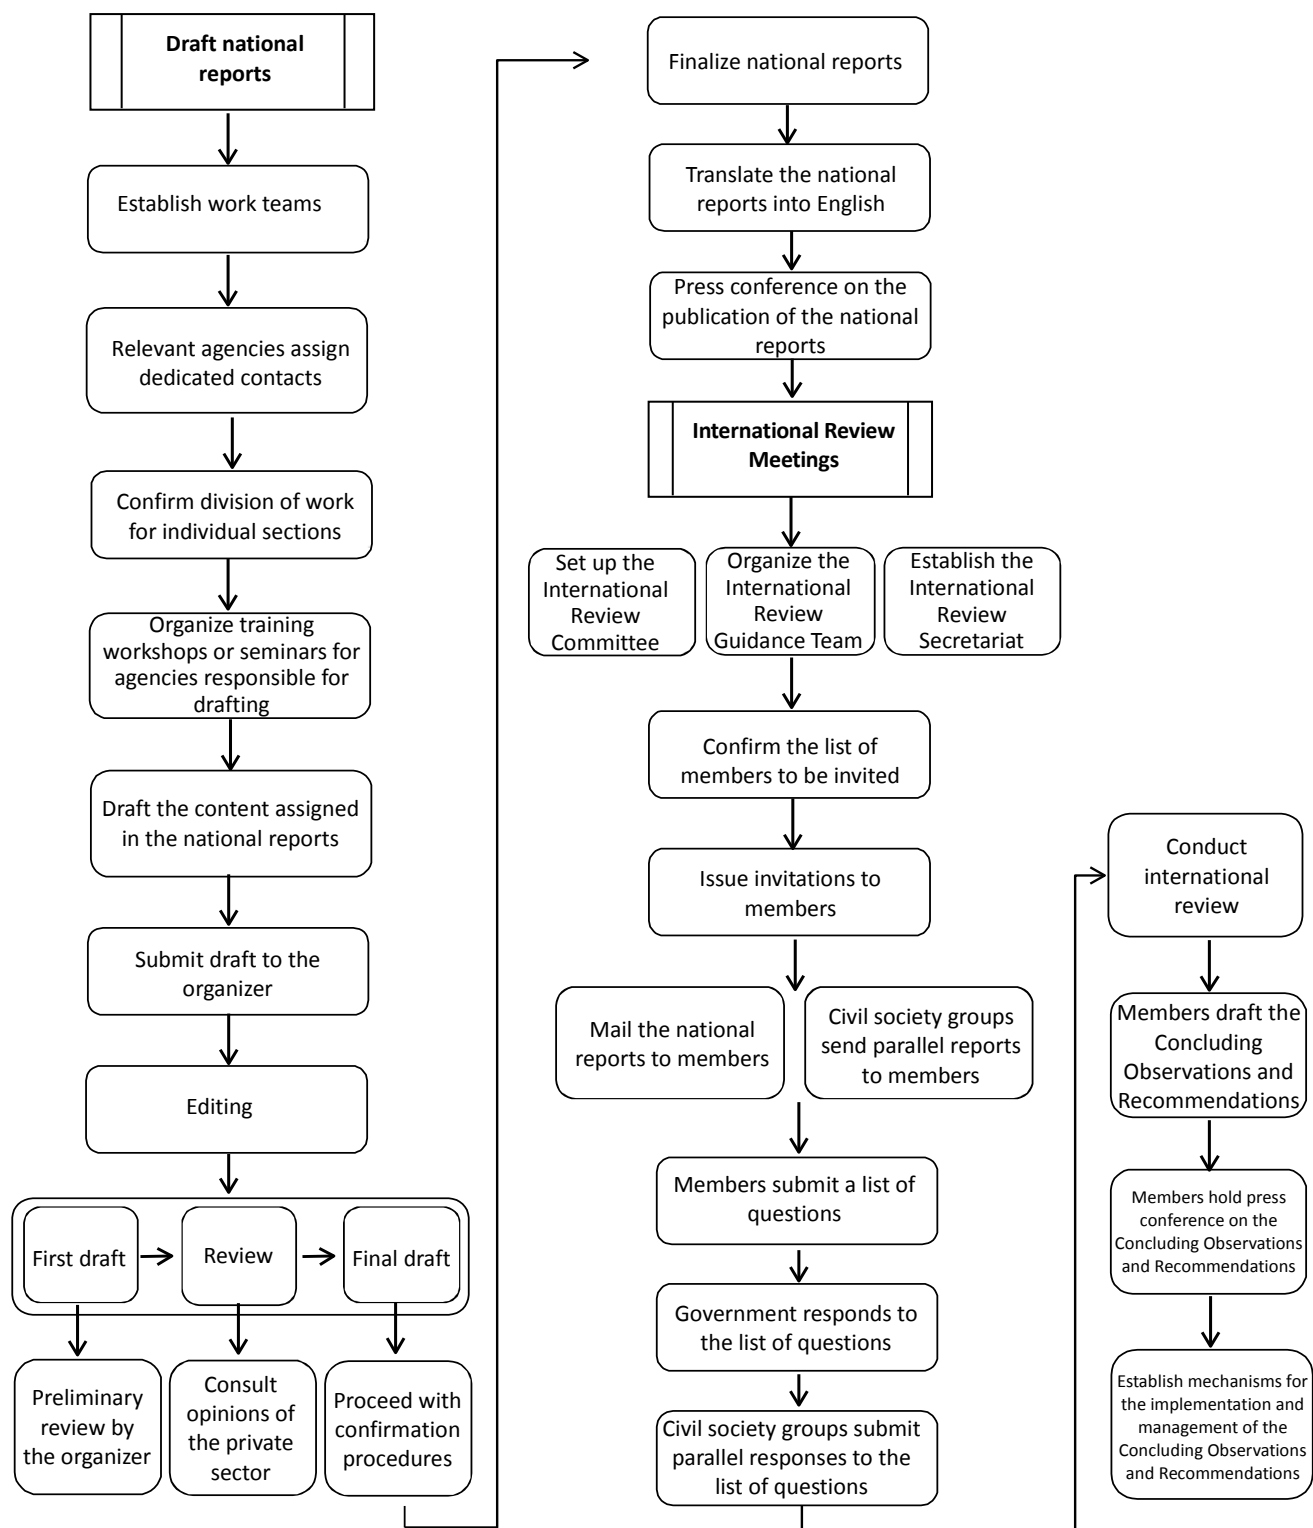 Draft national
reports
Establish work teams
Relevant agencies assign
dedicated contacts
Confirm division of work
for individual sections
Organize training
workshops or seminars for
agencies responsible for
drafting
Draft the content assigned
in the national reports
Submit draft to the
organizer
Editing
First draft
Review
Final draft
Preliminary
review by
the organizer
Consult
opinions of
the private
sector
Proceed with
confirmation
procedures
Finalize national reports
Translate the national
reports into English
Press conference on the
publication of the national
reports
International Review
Meetings
Set up the
International
Review
Committee
Organize the
International
Review
Guidance Team
Establish the
International
Review
Secretariat
Confirm the list of
members to be invited
Issue invitations to
members
Mail the national
reports to members
Civil society groups
send parallel reports
to members
Members submit a list of
questions
Government responds to
the list of questions
Civil society groups submit
parallel responses to the
list of questions
Conduct
international
review
Members draft the
Concluding
Observations and
Recommendations
Members hold press
conference on the
Concluding Observations
and Recommendations
Establish mechanisms for
the implementation and
management of the
Concluding Observations
and Recommendations